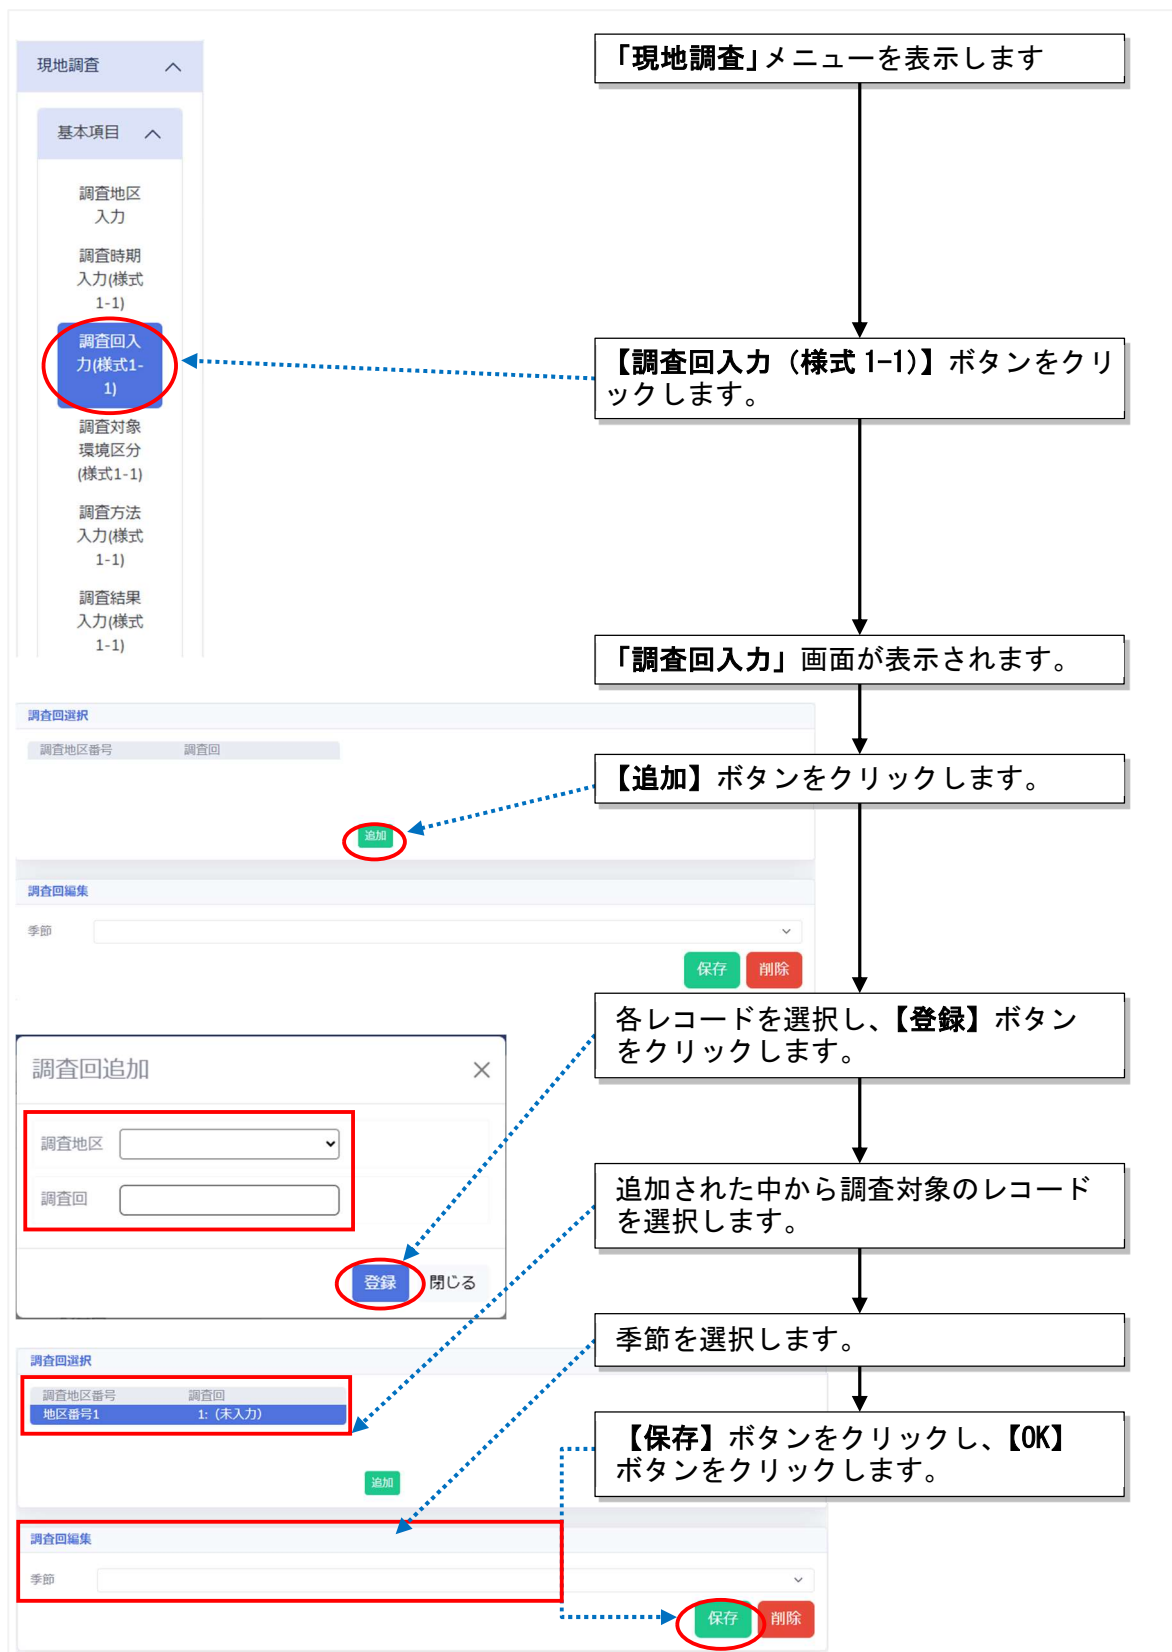 現地調査
「現地調査」メニューを表示します
基本項目
調査地区
入力
調査時期
入力(様式
1-1)
調査回入
力(様式1-
1)
【調査回入力（様式 1-1)】ボタンをクリ
ックします。
調査対象
環境区分
(様式1-1)
調査方法
入力(様式
1-1)
調査結果
入力(様式
1-1)
「調査回入力」画面が表示されます。
調査回選択
調査地区番号 調査回
【追加】ボタンをクリックします。
追加
調査回編集
季節
保存 削除
各レコードを選択し、【登録】ボタン
をクリックします。
調査回追加
調査地区
調査回
追加された中から調査対象のレコード
を選択します。
登録 閉じる
季節を選択します。
調査回選択
調査地区番号 調査回
地区番号1 1:（未入力）
【保存】ボタンをクリックし、【OK】
ボタンをクリックします。
追加
調査回編集
季節
保存 削除